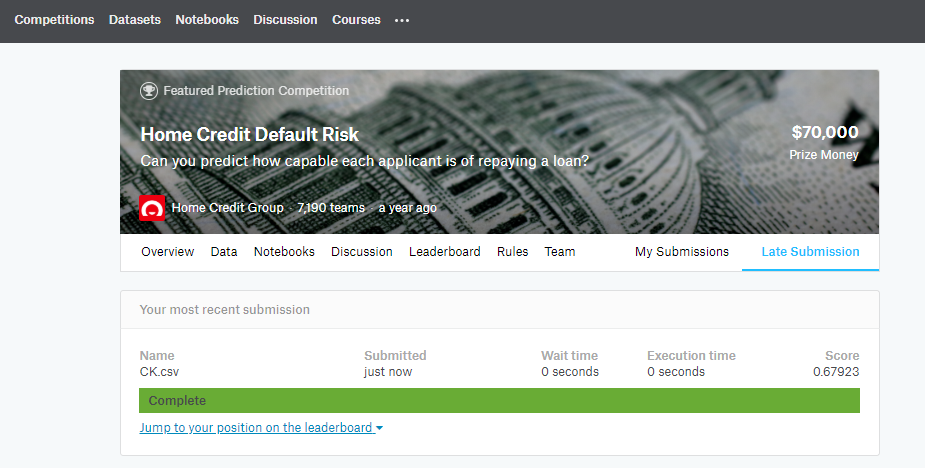 Competitions Datasets Notebooks Discussion Courses ...
Featured Prediction Competition
Home Credit Default Risk
$70,000
Can you predict how capable each applicant is of repaying a loan?
Prize Money
Home Credit Group · 7,190 teams · a year ago
Overview Data Notebooks Discussion Leaderboard Rules Team My Submissions Late Submission
Your most recent submission
Name Submitted Wait time Execution time Score
CK.csv just now 0 seconds 0 seconds 0.67923
Complete
Jump to your position on the leaderboard